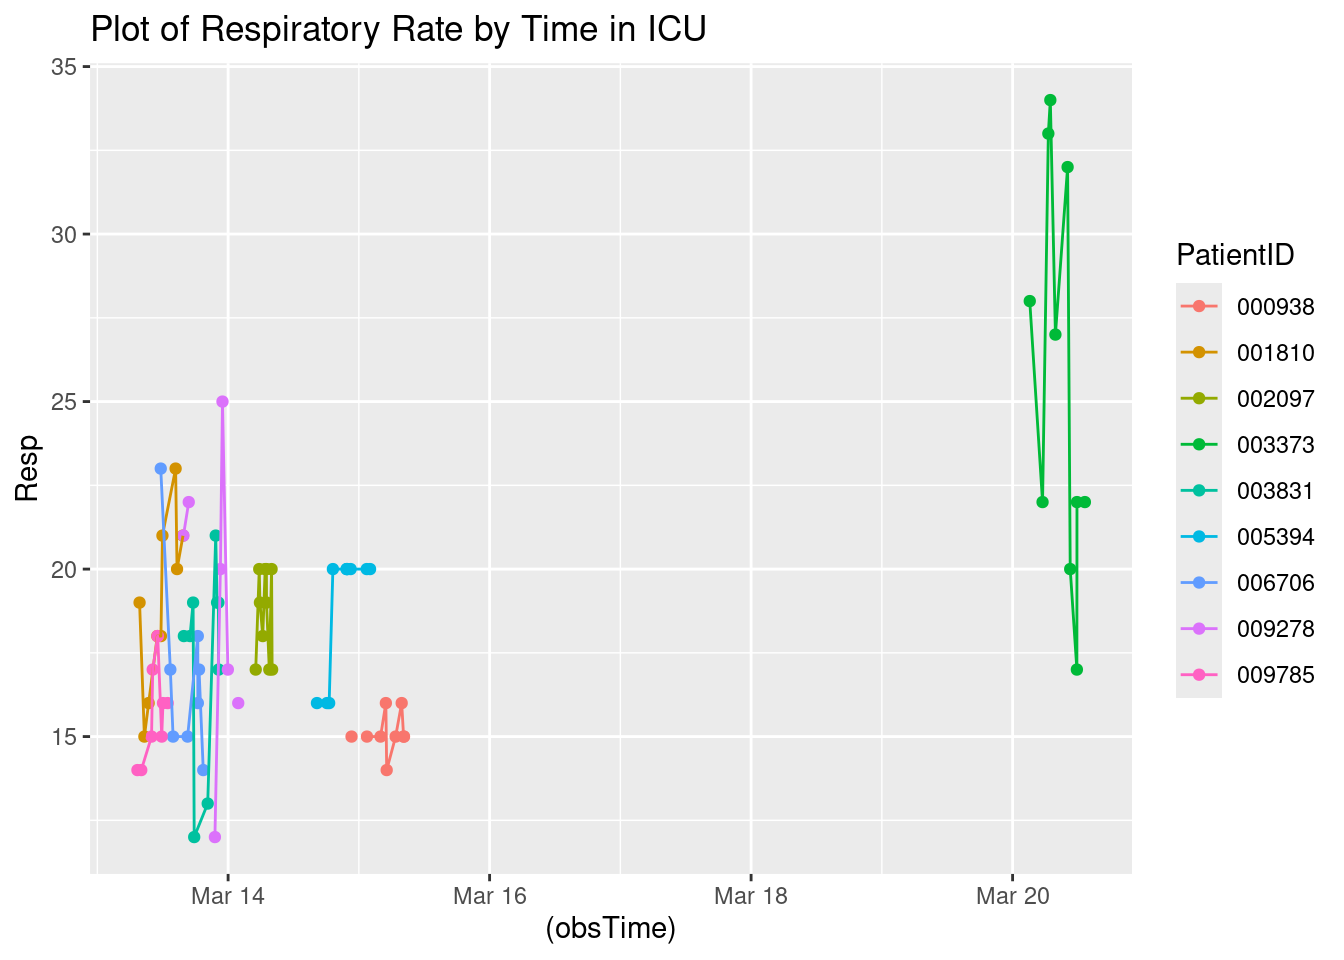 Plot of Respiratory Rate by Time in ICU
35
30
25
20
15
Resp
Mar 14
Mar 16
Mar 18
Mar 20
(obsTime)
PatientID
000938
001810
002097
003373
003831
005394
006706
009278
009785